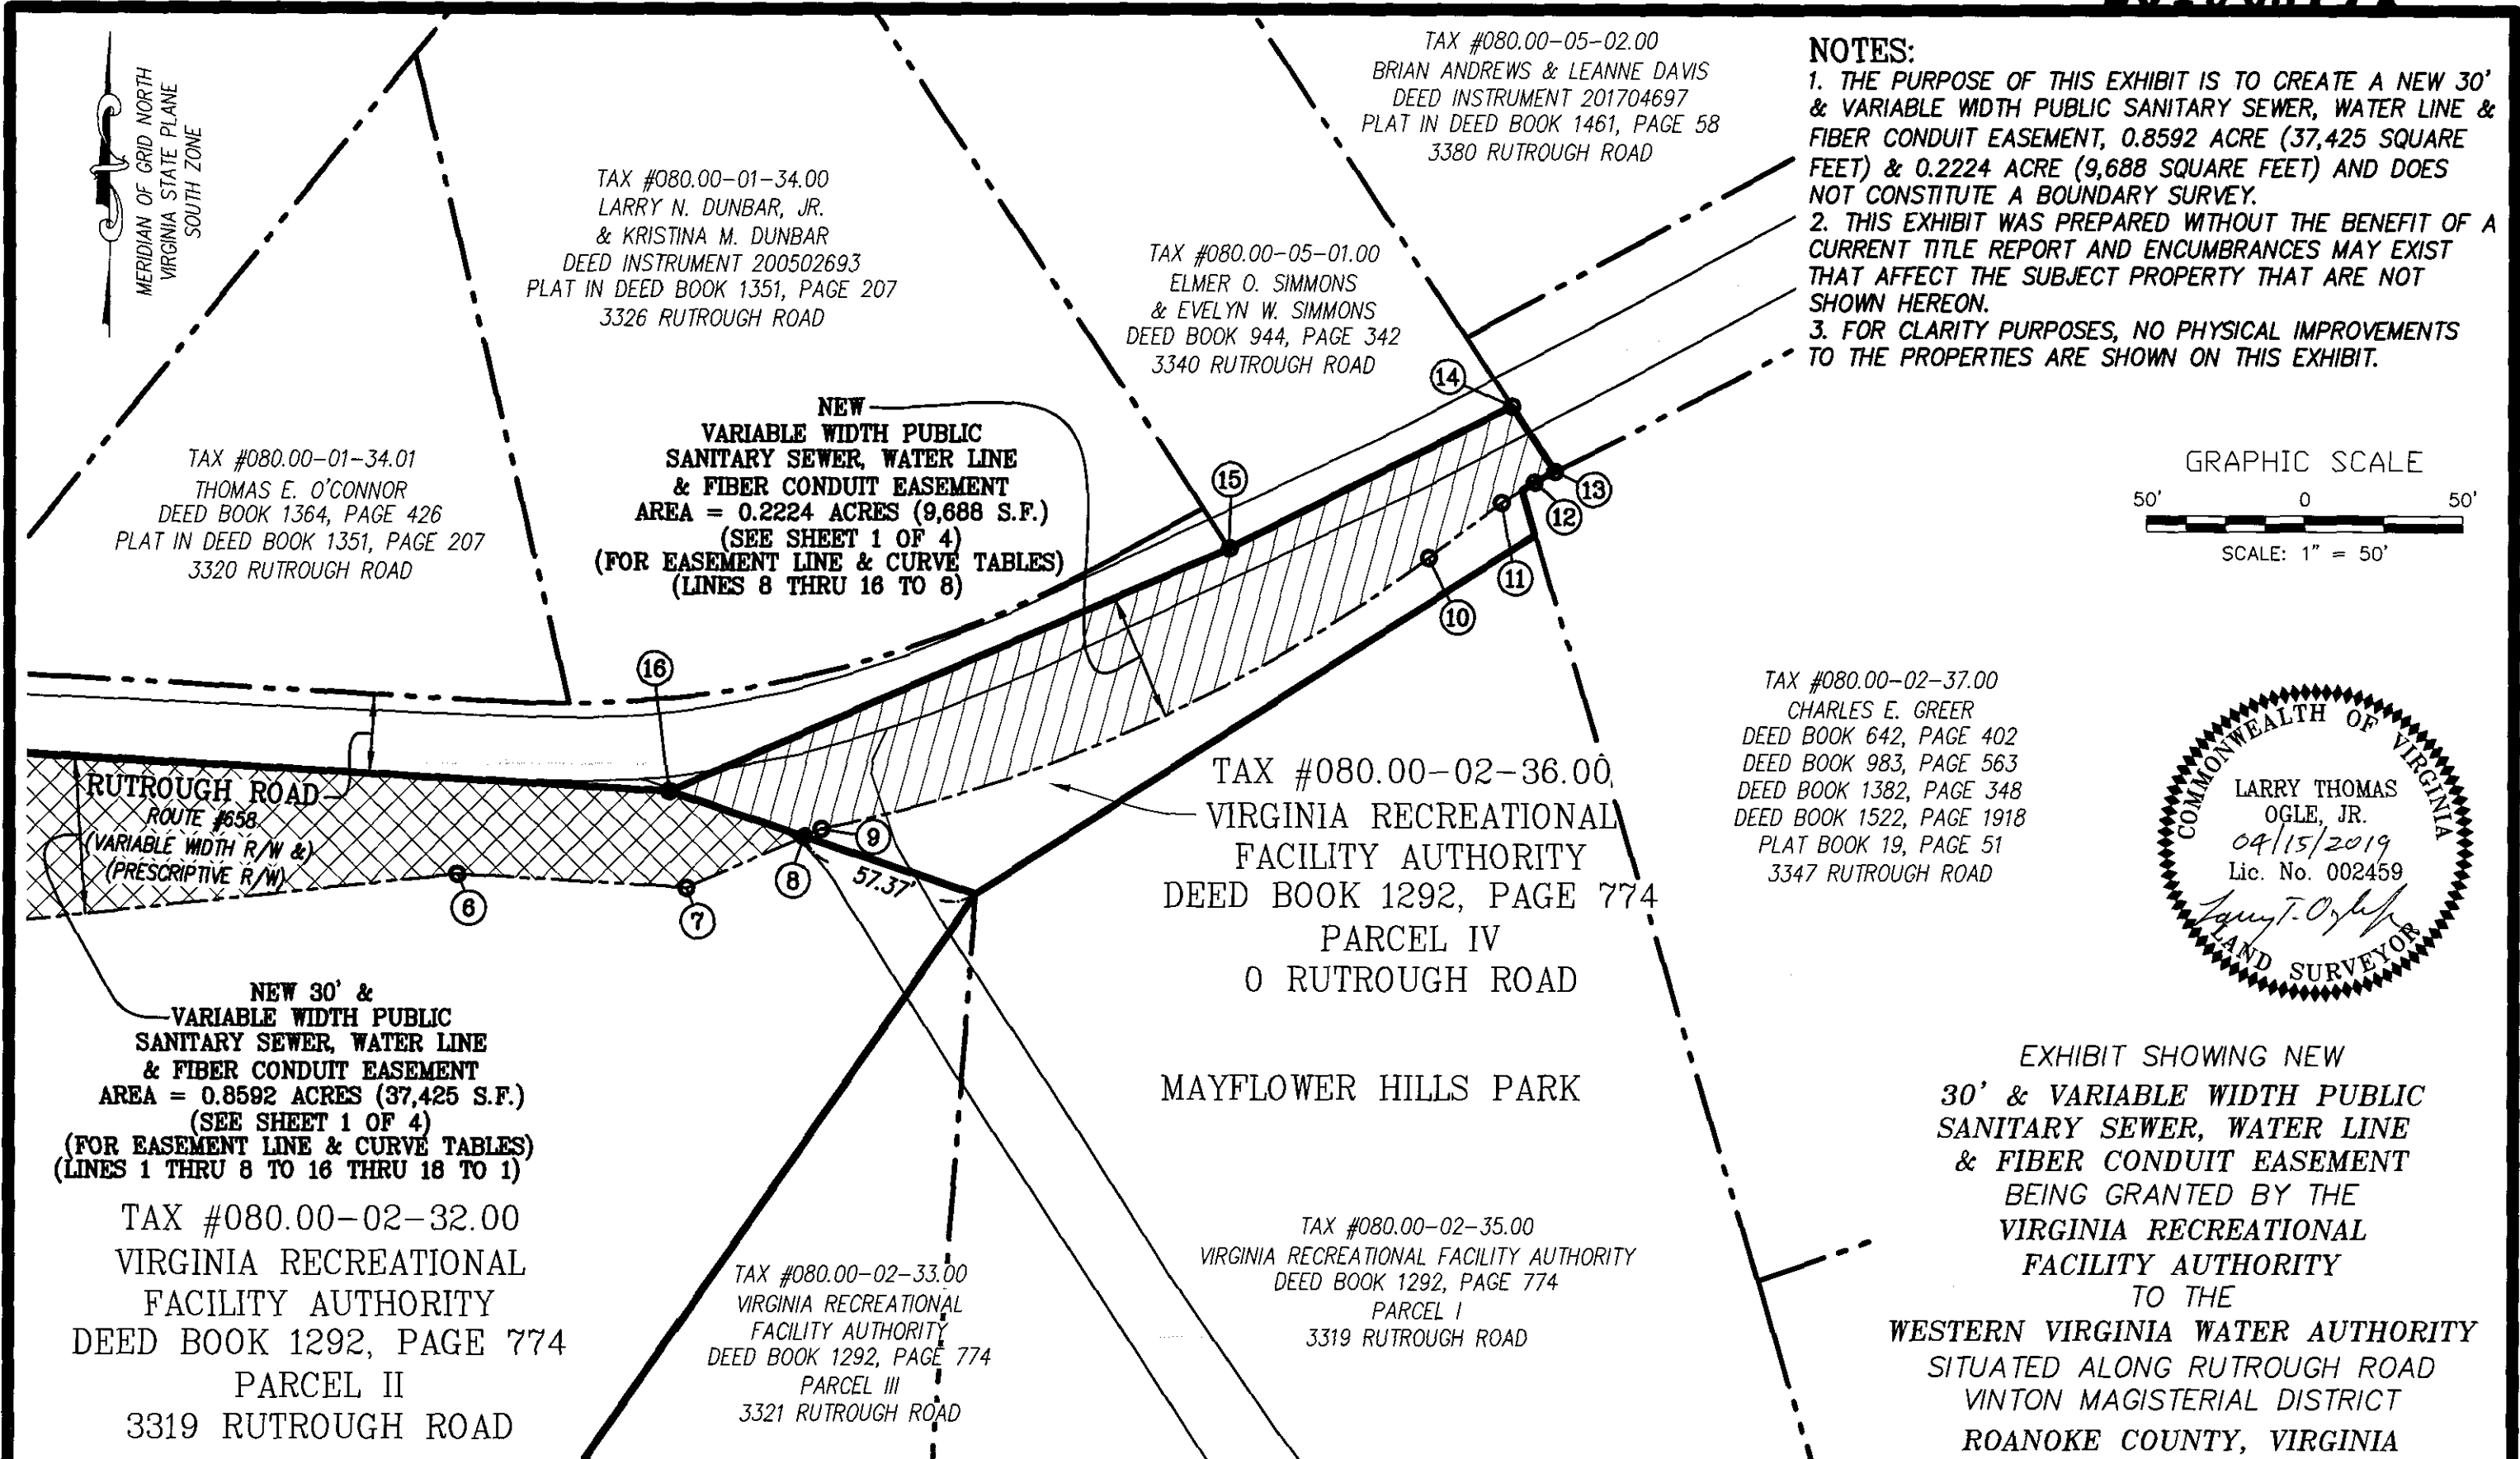 MERIDIAN OF GRID NORTH
VIRGINIA STATE PLANE
SOUTH ZONE
TAX #080.00-05-02.00
BRIAN ANDREWS & LEANNE DAVIS
DEED INSTRUMENT 201704697
PLAT IN DEED BOOK 1461, PAGE 58
3380 RUTROUGH ROAD
NOTES:
1. THE PURPOSE OF THIS EXHIBIT IS TO CREATE A NEW 30'
& VARIABLE WIDTH PUBLIC SANITARY SEWER, WATER LINE &
FIBER CONDUIT EASEMENT, 0.8592 ACRE (37,425 SQUARE
FEET) & 0.2224 ACRE (9,688 SQUARE FEET) AND DOES
NOT CONSTITUTE A BOUNDARY SURVEY.
2. THIS EXHIBIT WAS PREPARED WITHOUT THE BENEFIT OF A
CURRENT TITLE REPORT AND ENCUMBRANCES MAY EXIST
THAT AFFECT THE SUBJECT PROPERTY THAT ARE NOT
SHOWN HEREON.
3. FOR CLARITY PURPOSES, NO PHYSICAL IMPROVEMENTS
TO THE PROPERTIES ARE SHOWN ON THIS EXHIBIT.
TAX #080.00-01-34.00
LARRY N. DUNBAR, JR.
& KRISTINA M. DUNBAR
DEED INSTRUMENT 200502693
PLAT IN DEED BOOK 1351, PAGE 207
3326 RUTROUGH ROAD
TAX #080.00-05-01.00
ELMER O. SIMMONS
& EVELYN W. SIMMONS
DEED BOOK 944, PAGE 342
3340 RUTROUGH ROAD
TAX #080.00-01-34.01
THOMAS E. O'CONNOR
DEED BOOK 1364, PAGE 426
PLAT IN DEED BOOK 1351, PAGE 207
3320 RUTROUGH ROAD
NEW
VARIABLE WIDTH PUBLIC
SANITARY SEWER, WATER LINE
& FIBER CONDUIT EASEMENT
AREA = 0.2224 ACRES (9,688 S.F.)
(SEE SHEET 1 OF 4)
(FOR EASEMENT LINE & CURVE TABLES)
(LINES 8 THRU 16 TO 8)
14
15
13
12
11
10
16
9
8
7
6
57.37'
GRAPHIC SCALE
50' 0 50'
SCALE: 1" = 50'
RUTROUGH ROAD
ROUTE #658
(VARIABLE WIDTH R/W &)
(PRESCRIPTIVE R/W)
TAX #080.00-02-36.00
VIRGINIA RECREATIONAL
FACILITY AUTHORITY
DEED BOOK 1292, PAGE 774
PARCEL IV
0 RUTROUGH ROAD
MAYFLOWER HILLS PARK
TAX #080.00-02-37.00
CHARLES E. GREER
DEED BOOK 642, PAGE 402
DEED BOOK 983, PAGE 563
DEED BOOK 1382, PAGE 348
DEED BOOK 1522, PAGE 1918
PLAT BOOK 19, PAGE 51
3347 RUTROUGH ROAD
COMMONWEALTH OF VIRGINIA
LARRY THOMAS
OGLE, JR.
04/15/2019
Lic. No. 002459
Larry T. Ogle Jr
LAND SURVEYOR
NEW 30' &
VARIABLE WIDTH PUBLIC
SANITARY SEWER, WATER LINE
& FIBER CONDUIT EASEMENT
AREA = 0.8592 ACRES (37,425 S.F.)
(SEE SHEET 1 OF 4)
(FOR EASEMENT LINE & CURVE TABLES)
(LINES 1 THRU 8 TO 16 THRU 18 TO 1)
TAX #080.00-02-32.00
VIRGINIA RECREATIONAL
FACILITY AUTHORITY
DEED BOOK 1292, PAGE 774
PARCEL II
3319 RUTROUGH ROAD
TAX #080.00-02-33.00
VIRGINIA RECREATIONAL
FACILITY AUTHORITY
DEED BOOK 1292, PAGE 774
PARCEL III
3321 RUTROUGH ROAD
TAX #080.00-02-35.00
VIRGINIA RECREATIONAL FACILITY AUTHORITY
DEED BOOK 1292, PAGE 774
PARCEL I
3319 RUTROUGH ROAD
EXHIBIT SHOWING NEW
30' & VARIABLE WIDTH PUBLIC
SANITARY SEWER, WATER LINE
& FIBER CONDUIT EASEMENT
BEING GRANTED BY THE
VIRGINIA RECREATIONAL
FACILITY AUTHORITY
TO THE
WESTERN VIRGINIA WATER AUTHORITY
SITUATED ALONG RUTROUGH ROAD
VINTON MAGISTERIAL DISTRICT
ROANOKE COUNTY, VIRGINIA